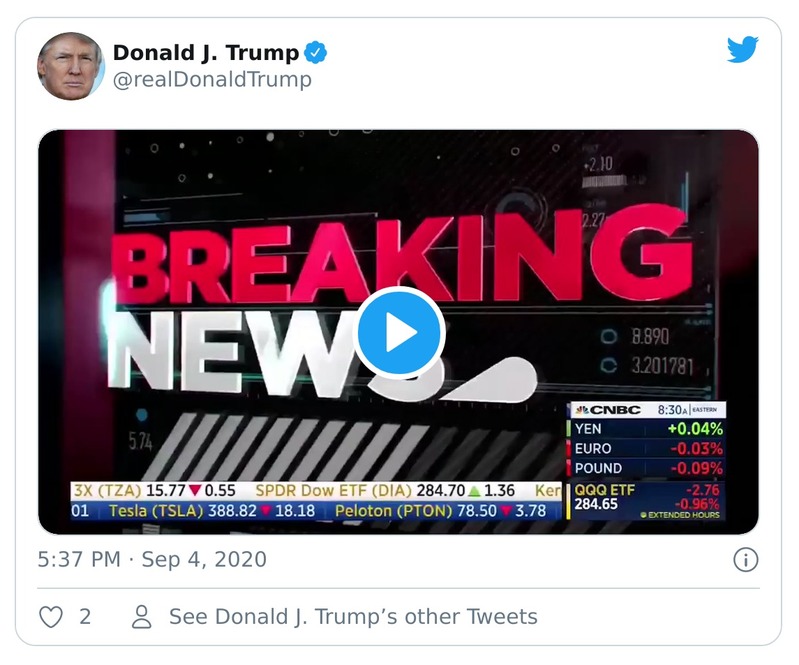 Donald J. Trump
@realDonaldTrump
+2.10
2.27
BREAKING
NEWS
8.890
3.201781
5.74
CNBC 8:30A EASTERN
YEN +0.04%
EURO -0.03%
POUND -0.09%
QQQ ETF -2.76
284.65 -0.96%
EXTENDED HOURS
3X (TZA) 15.77▼0.55 SPDR Dow ETF (DIA) 284.70▲1.36 Ken
01 Tesla (TSLA) 388.82▼18.18 Peloton (PTON) 78.50▼3.78
5:37 PM · Sep 4, 2020
2 See Donald J. Trump’s other Tweets